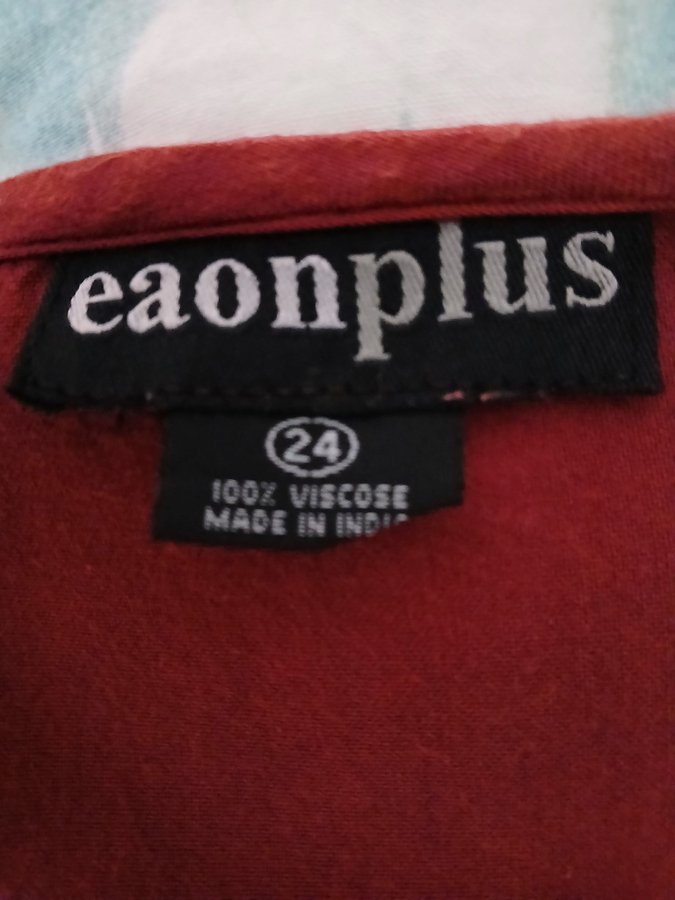 eaonplus
24
100% VISCOSE
MADE IN INDIA